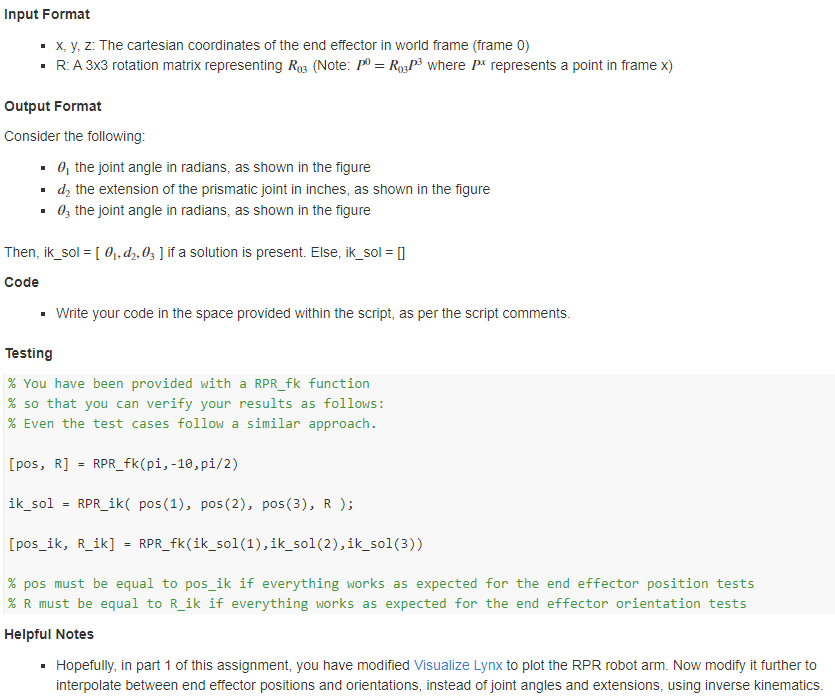 Input Format
▪ x, y, z: The cartesian coordinates of the end effector in world frame (frame 0)
▪ R: A 3x3 rotation matrix representing R₀₃ (Note: P⁰ = R₀₃P³ where Pˣ represents a point in frame x)
Output Format
Consider the following:
▪ θ₁ the joint angle in radians, as shown in the figure
▪ d₂ the extension of the prismatic joint in inches, as shown in the figure
▪ θ₃ the joint angle in radians, as shown in the figure
Then, ik_sol = [ θ₁, d₂, θ₃ ] if a solution is present. Else, ik_sol = []
Code
▪ Write your code in the space provided within the script, as per the script comments.
Testing
% You have been provided with a RPR_fk function
% so that you can verify your results as follows:
% Even the test cases follow a similar approach.
[pos, R] = RPR_fk(pi,-10,pi/2)
ik_sol = RPR_ik( pos(1), pos(2), pos(3), R );
[pos_ik, R_ik] = RPR_fk(ik_sol(1),ik_sol(2),ik_sol(3))
% pos must be equal to pos_ik if everything works as expected for the end effector position tests
% R must be equal to R_ik if everything works as expected for the end effector orientation tests
Helpful Notes
▪ Hopefully, in part 1 of this assignment, you have modified Visualize Lynx to plot the RPR robot arm. Now modify it further to
interpolate between end effector positions and orientations, instead of joint angles and extensions, using inverse kinematics.